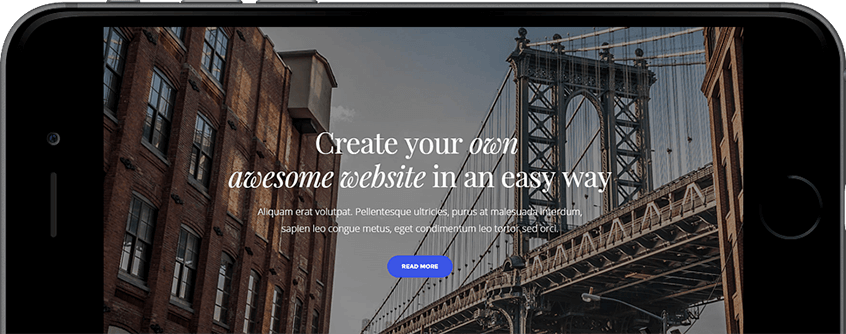 Create your own
awesome website in an easy way
Aliquam erat volutpat. Pellentesque ultricies, purus at malesuada interdum,
sapien leo congue metus, eget condimentum leo tortor sed orci.
READ MORE